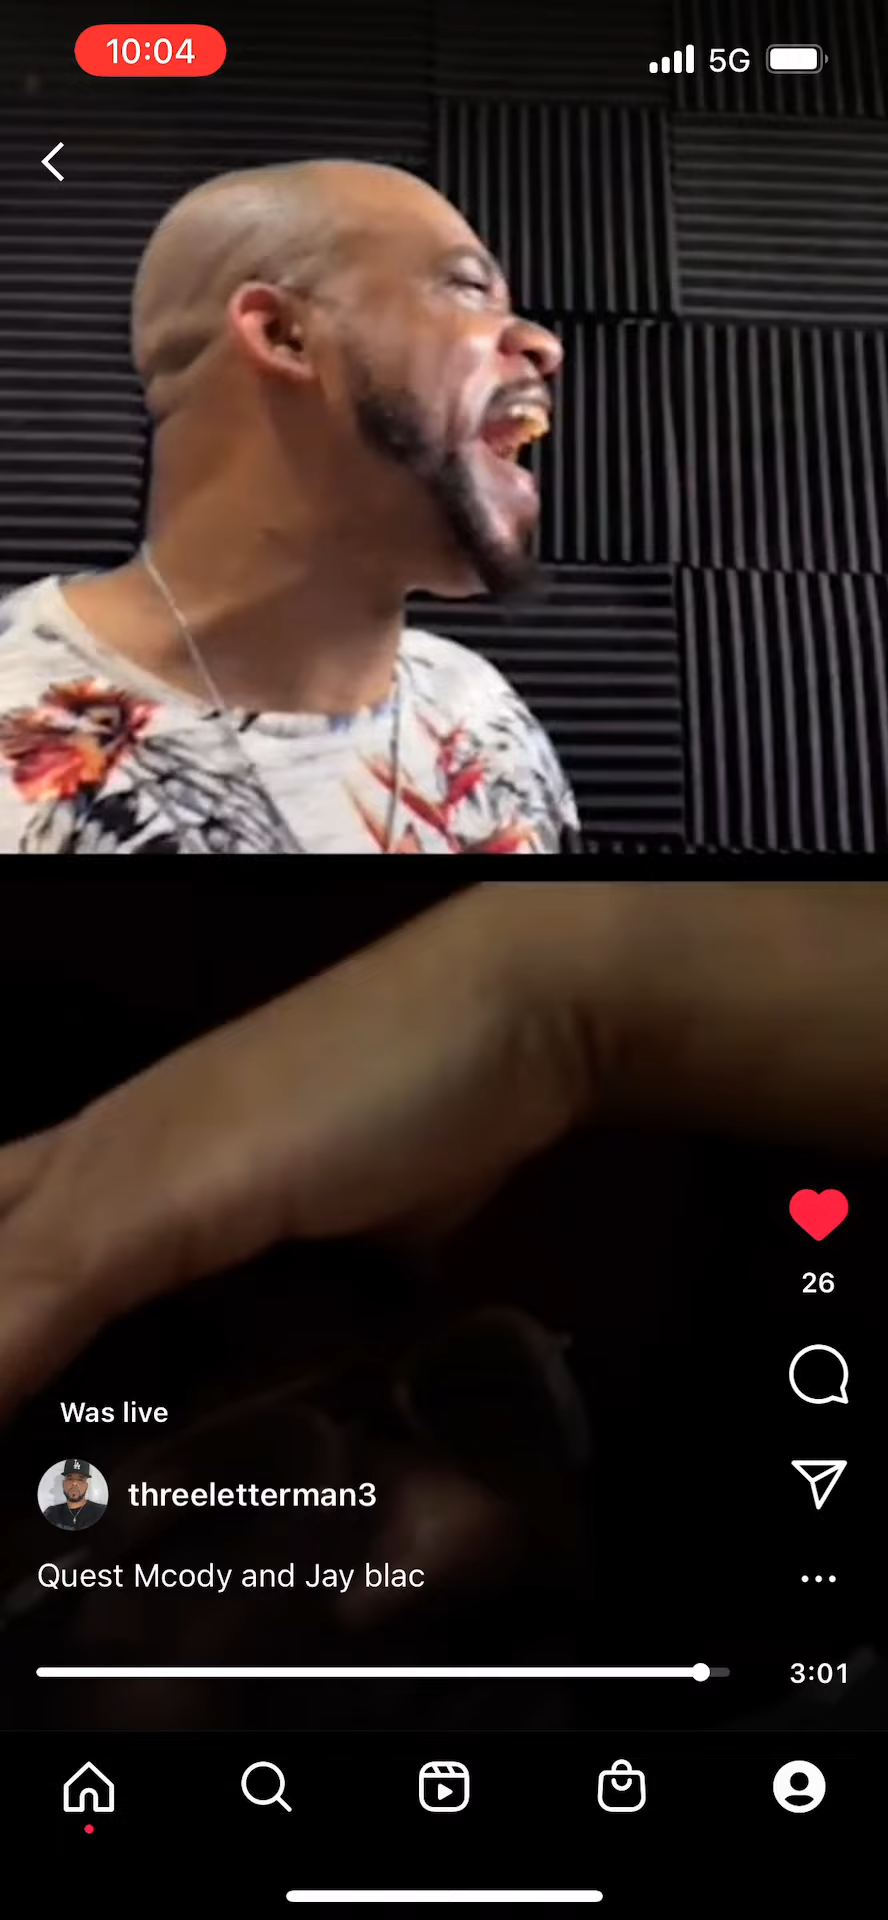 10:04
5G
26
Was live
threeletterman3
Quest Mcody and Jay blac
3:01